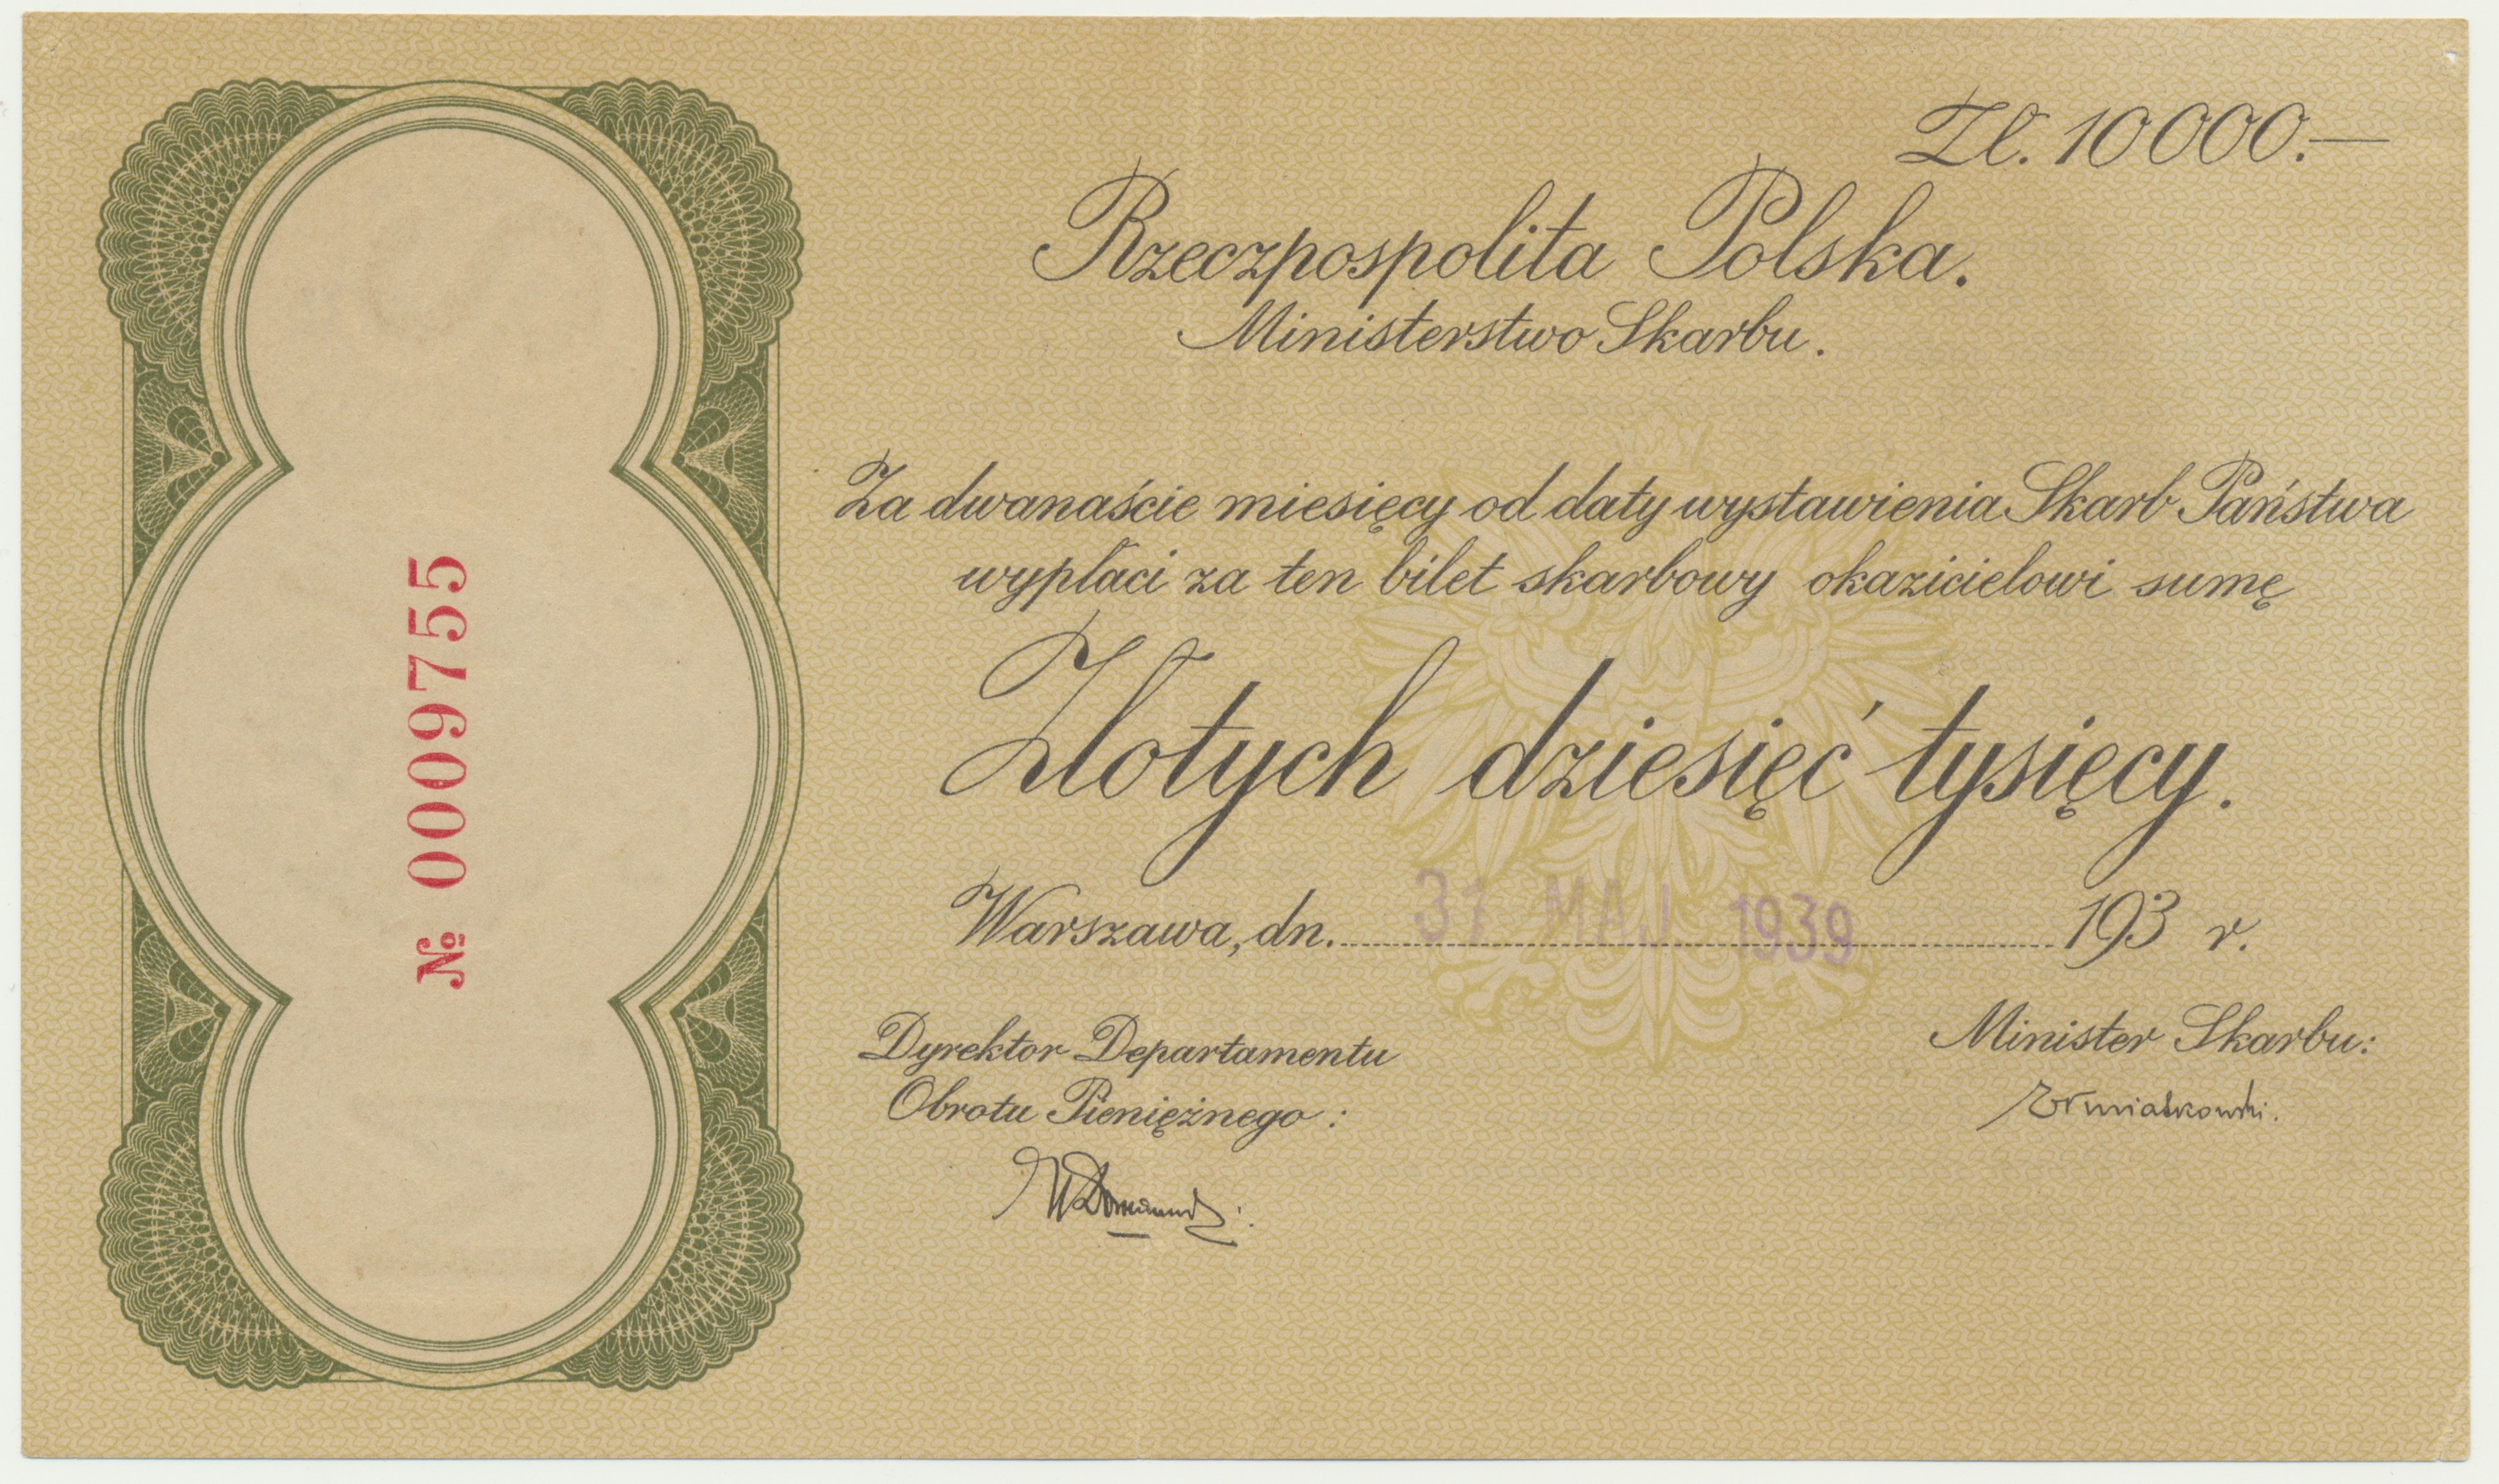 Zł. 10000.—
Rzeczpospolita Polska.
Ministerstwo Skarbu.
Za dwanaście miesięcy od daty wystawienia Skarb Państwa
wypłaci za ten bilet skarbowy okazicielowi sumę
Złotych dziesięć tysięcy.
Warszawa, dn. 31 MAJ 1939 193 r.
Dyrektor Departamentu
Obrotu Pieniężnego:
Minister Skarbu:
№ 0009755